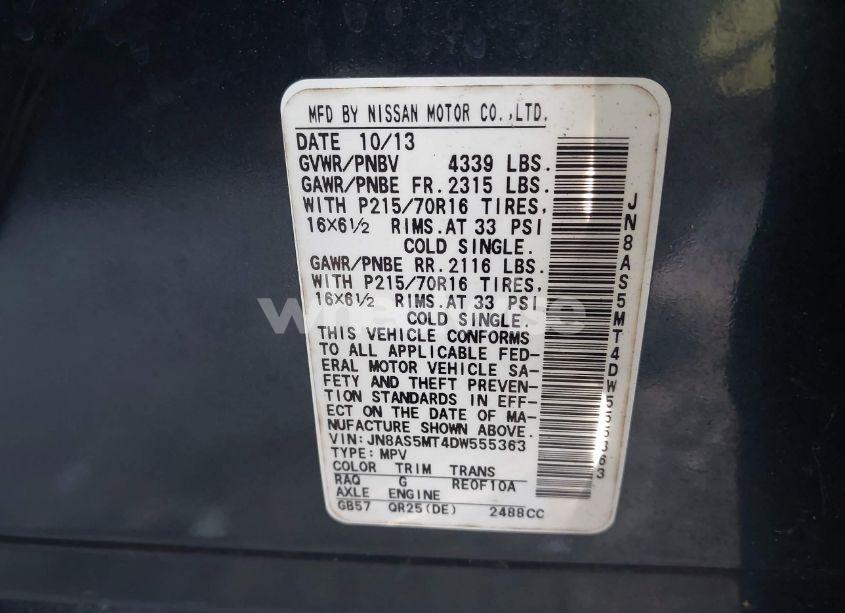 MFD BY NISSAN MOTOR CO.,LTD.
DATE 10/13
GVWR/PNBV 4339 LBS.
GAWR/PNBE FR.2315 LBS.
WITH P215/70R16 TIRES,
16X6½ RIMS.AT 33 PSI
COLD SINGLE.
GAWR/PNBE RR.2116 LBS.
WITH P215/70R16 TIRES,
16X6½ RIMS.AT 33 PSI
COLD SINGLE.
THIS VEHICLE CONFORMS
TO ALL APPLICABLE FED-
ERAL MOTOR VEHICLE SA-
FETY AND THEFT PREVEN-
TION STANDARDS IN EFF-
ECT ON THE DATE OF MA-
NUFACTURE SHOWN ABOVE.
VIN:JN8AS5MT4DW555363
TYPE:MPV
COLOR TRIM TRANS
RAQ G RE0F10A
AXLE ENGINE
GB57 QR25(DE) 2488CC
JN8AS5MT4DW555363